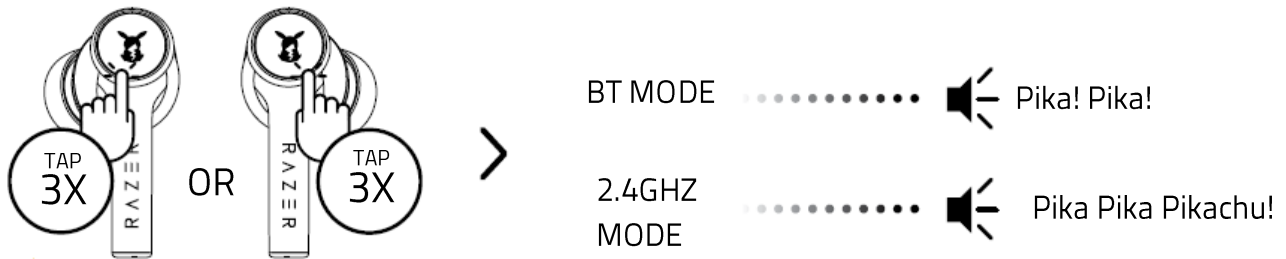 TAP
3X
RAZER
OR
RAZER
TAP
3X
BT MODE
Pika! Pika!
2.4GHZ
MODE
Pika Pika Pikachu!